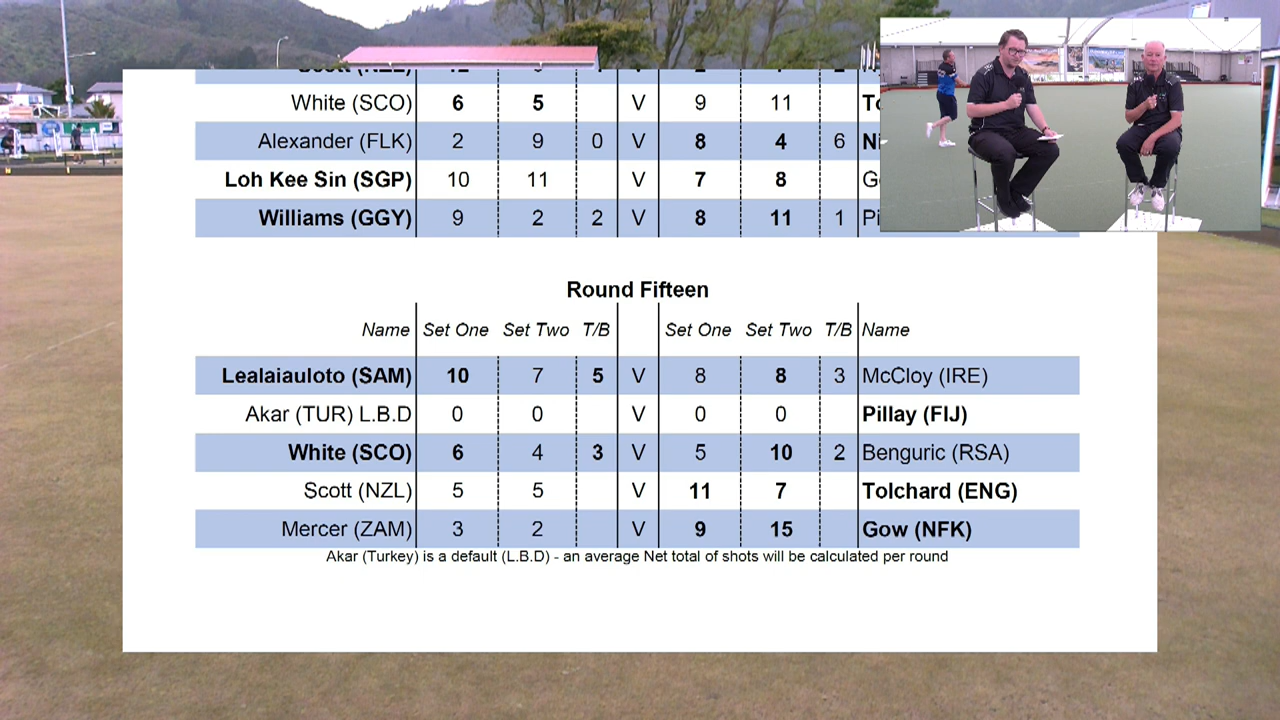 White (SCO) 6 5 V 9 11
Alexander (FLK) 2 9 0 V 8 4 6
Loh Kee Sin (SGP) 10 11 V 7 8
Williams (GGY) 9 2 2 V 8 11 1
Round Fifteen
Name Set One Set Two T/B Set One Set Two T/B Name
Lealaiauloto (SAM) 10 7 5 V 8 8 3 McCloy (IRE)
Akar (TUR) L.B.D 0 0 V 0 0 Pillay (FIJ)
White (SCO) 6 4 3 V 5 10 2 Benguric (RSA)
Scott (NZL) 5 5 V 11 7 Tolchard (ENG)
Mercer (ZAM) 3 2 V 9 15 Gow (NFK)
Akar (Turkey) is a default (L.B.D) - an average Net total of shots will be calculated per round